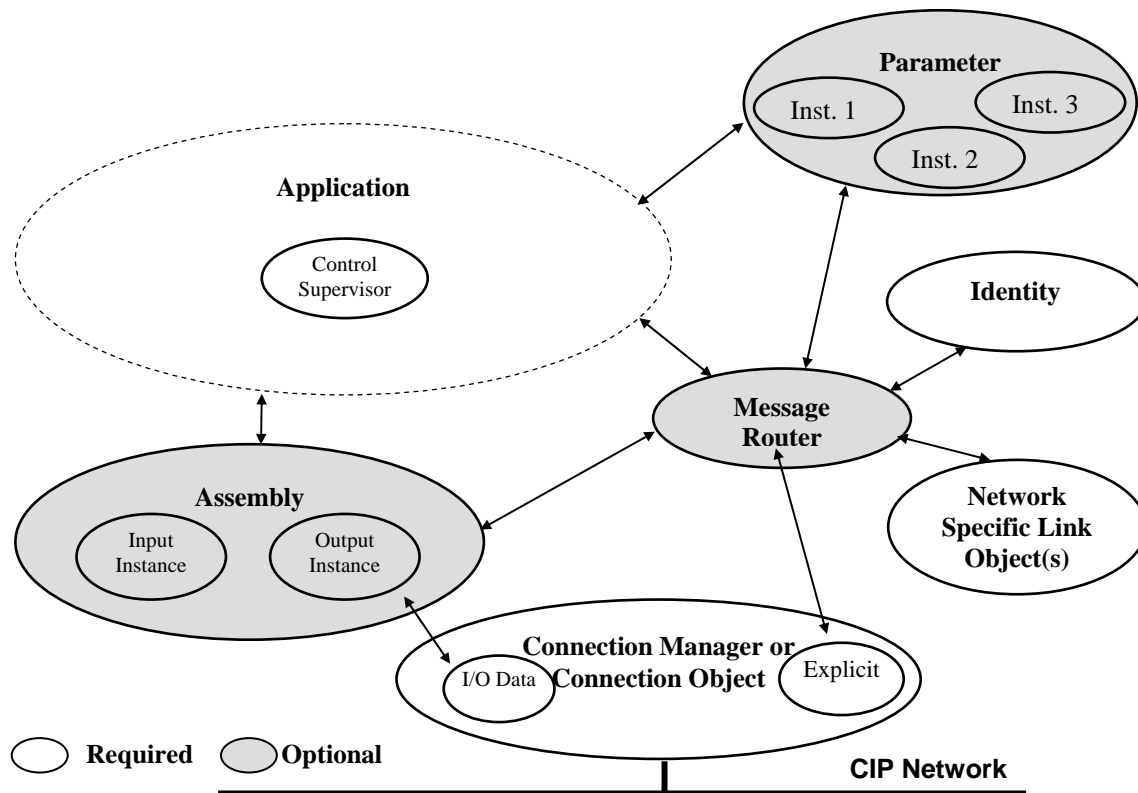 Parameter
Inst. 1
Inst. 3
Inst. 2
Application
Control
Supervisor
Identity
Message
Router
Assembly
Input
Instance
Output
Instance
Network
Specific Link
Object(s)
Connection Manager or
Connection Object
I/O Data
Explicit
Required
Optional
CIP Network